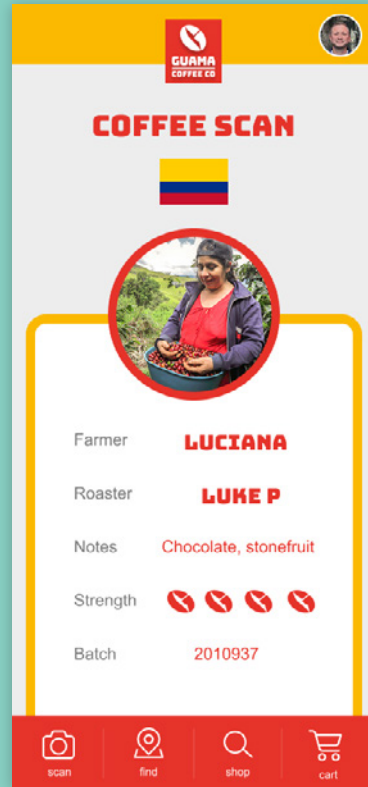 GUAMA
COFFEE CO
COFFEE SCAN
Farmer LUCIANA
Roaster LUKE P
Notes Chocolate, stonefruit
Strength
Batch 2010937
scan find shop cart